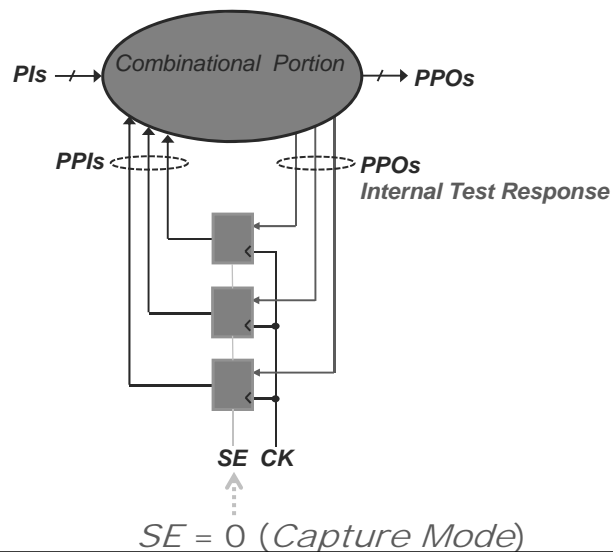 Combinational Portion
PIs
PPOs
PPIs
PPOs
Internal Test Response
SE CK
SE = 0 (Capture Mode)